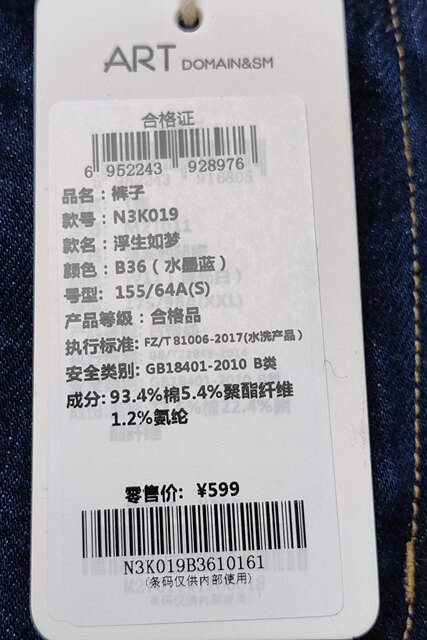 ART DOMAIN&SM
合格证
6 952243 928976
品名：裤子
款号：N3K019
款名：浮生如梦
颜色：B36（水墨蓝）
号型: 155/64A(S)
产品等级：合格品
执行标准: FZ/T 81006-2017(水洗产品)
安全类别: GB18401-2010 B类
成分: 93.4%棉5.4%聚酯纤维
1.2%氨纶
零售价: ¥599
N3K019B3610161
(条码仅供内部使用)